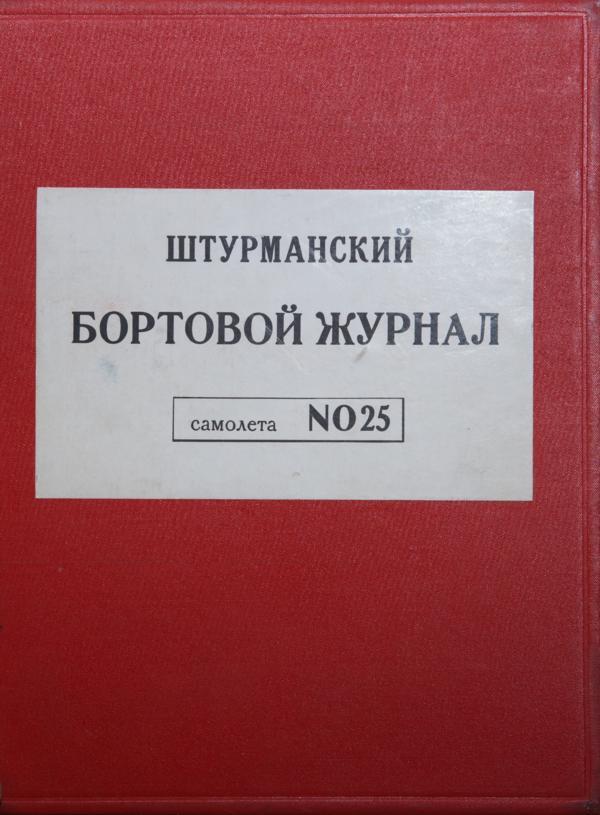 ШТУРМАНСКИЙ
БОРТОВОЙ ЖУРНАЛ
самолета NO25